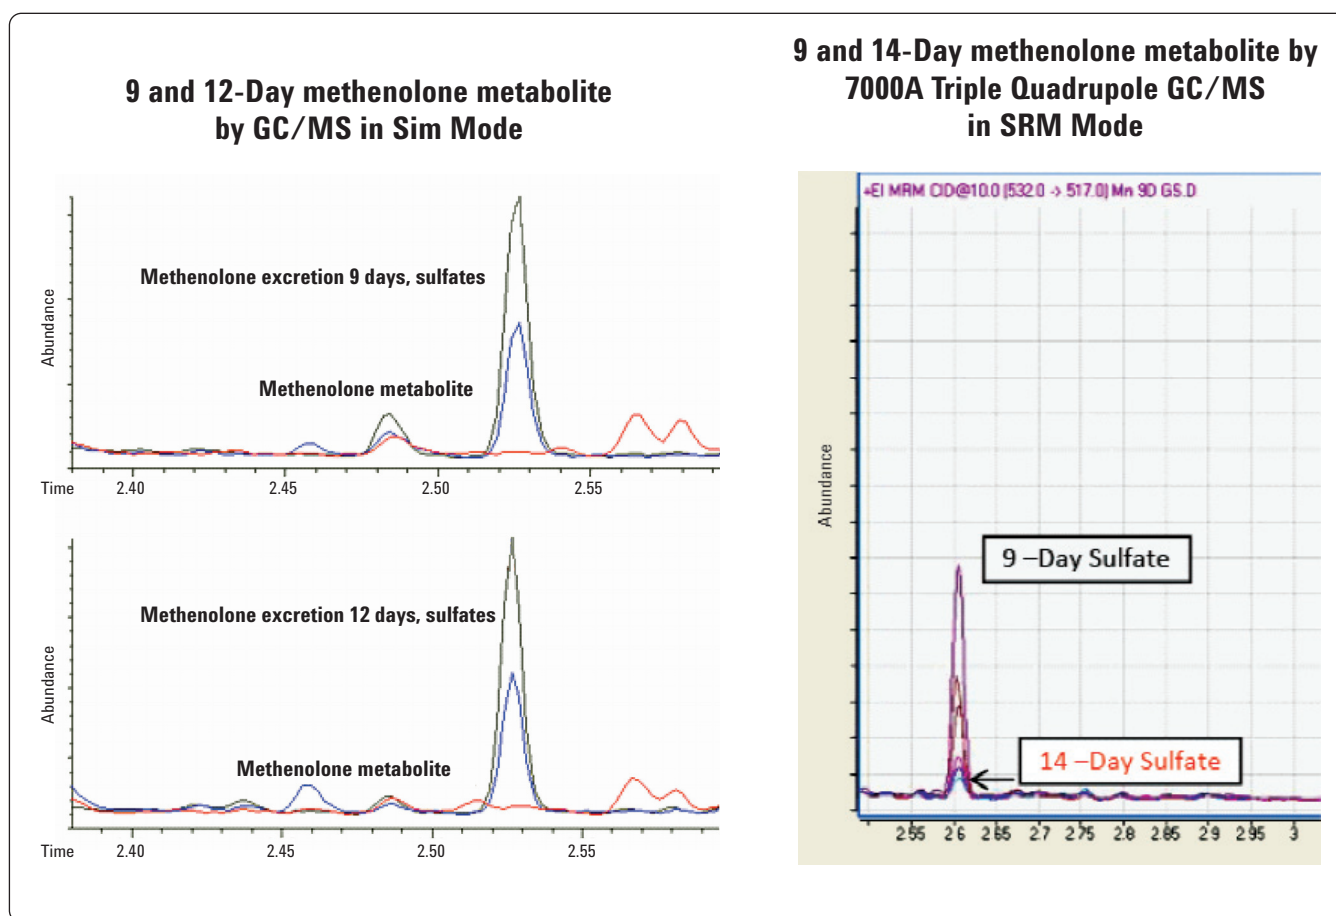 9 and 12-Day methenolone metabolite
by GC/MS in Sim Mode
Abundance
Methenolone excretion 9 days, sulfates
Methenolone metabolite
Time 2.40 2.45 2.50 2.55
Abundance
Methenolone excretion 12 days, sulfates
Methenolone metabolite
Time 2.40 2.45 2.50 2.55
9 and 14-Day methenolone metabolite by
7000A Triple Quadrupole GC/MS
in SRM Mode
+EI MRM CID@10.0 (532.0 -> 517.0) Mn 9D GS.D
Abundance
9 –Day Sulfate
14 –Day Sulfate
2.55 2.6 2.65 2.7 2.75 2.8 2.85 2.9 2.95 3